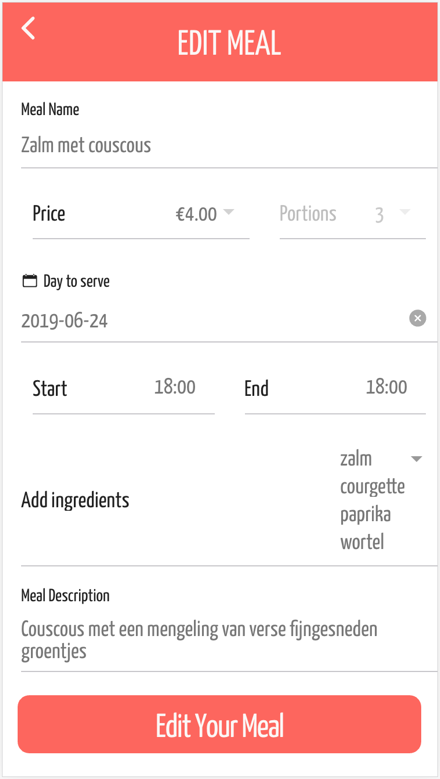 EDIT MEAL
Meal Name
Zalm met couscous
Price €4.00 Portions 3
Day to serve
2019-06-24
Start 18:00 End 18:00
Add ingredients
zalm
courgette
paprika
wortel
Meal Description
Couscous met een mengeling van verse fijngesneden
groentjes
Edit Your Meal